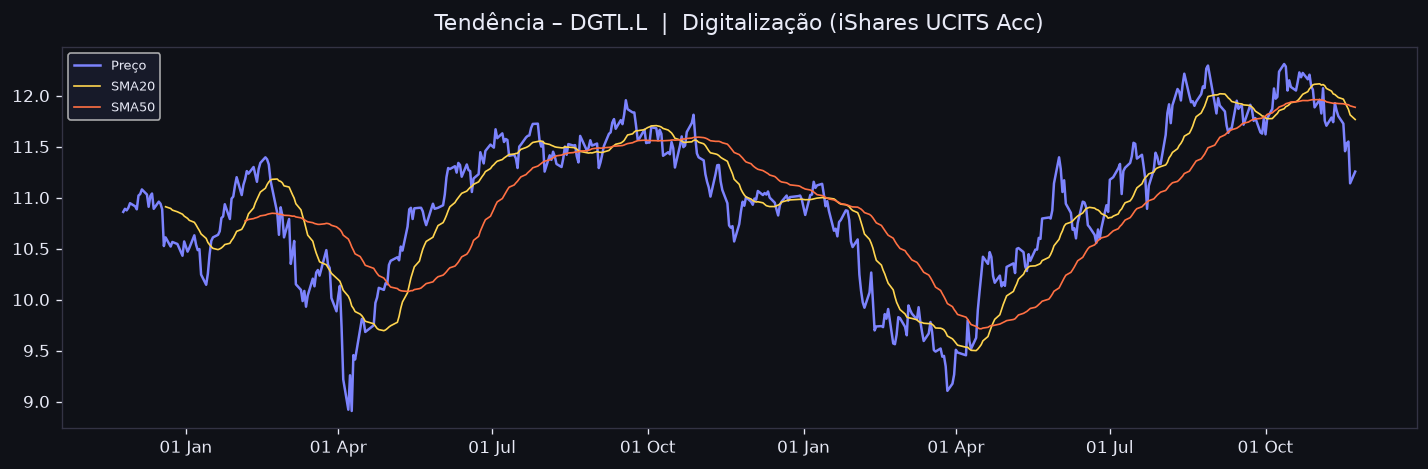 Tendência – DGTL.L | Digitalização (iShares UCITS Acc)
Preço
SMA20
SMA50
12.0
11.5
11.0
10.5
10.0
9.5
9.0
01 Jan
01 Apr
01 Jul
01 Oct
01 Jan
01 Apr
01 Jul
01 Oct